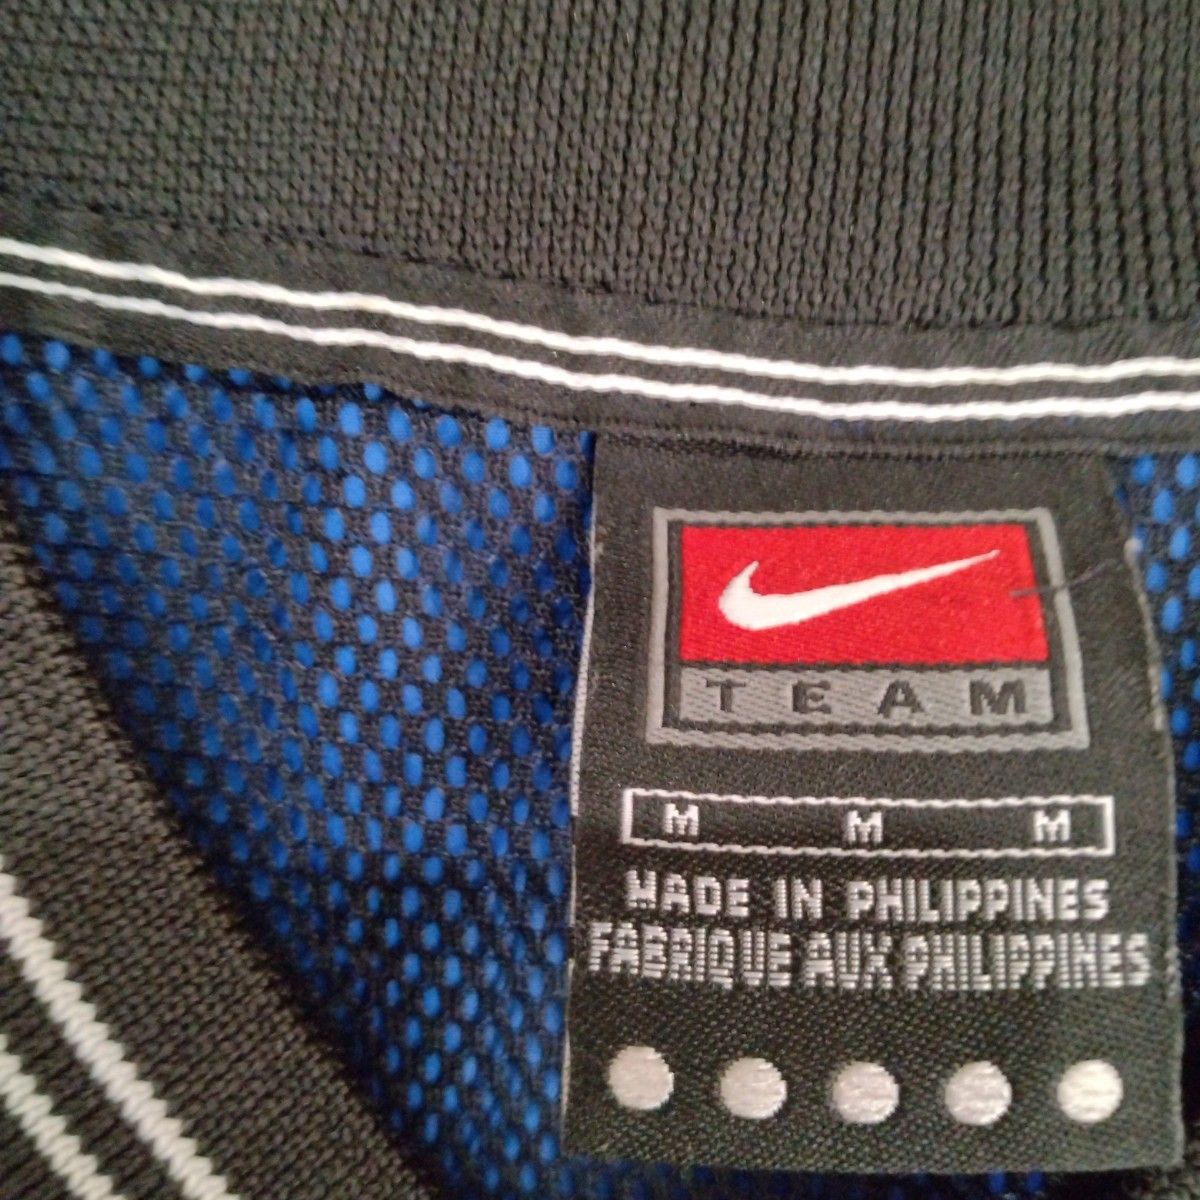 TEAM
M M M
MADE IN PHILIPPINES
FABRIQUE AUX PHILIPPINES